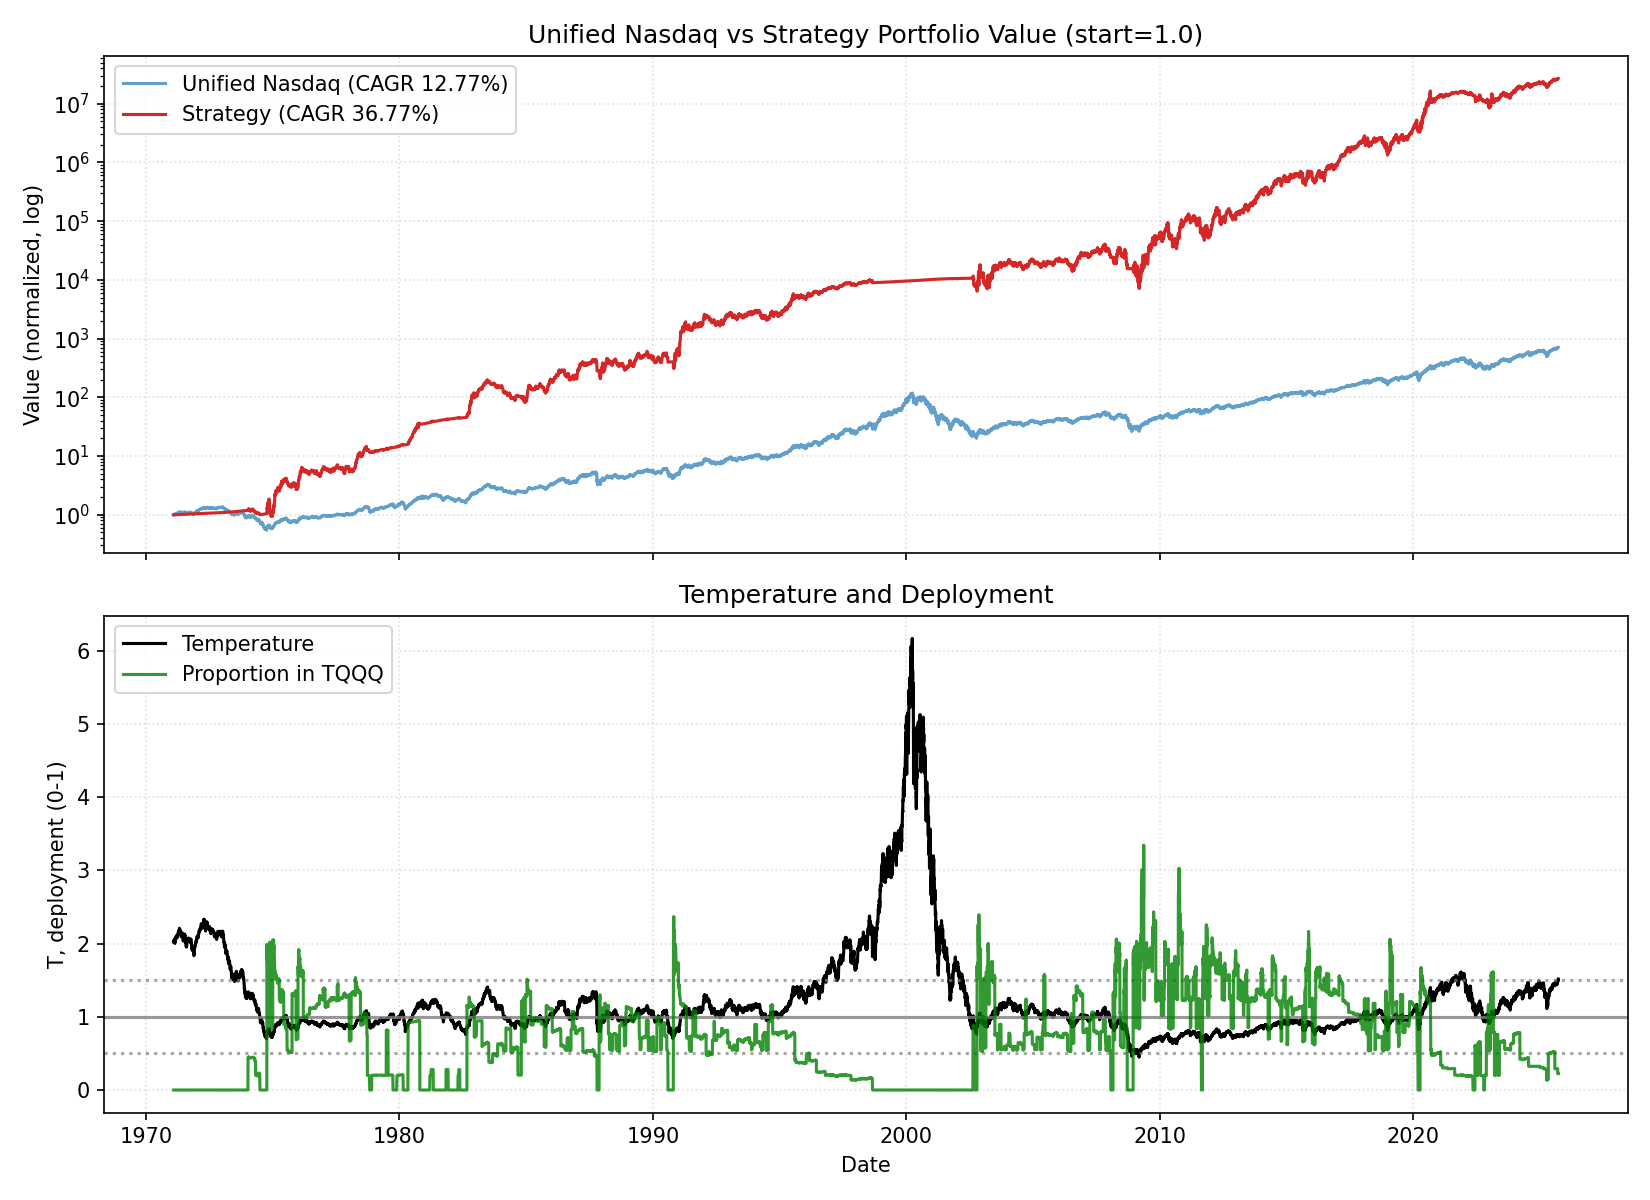 Unified Nasdaq vs Strategy Portfolio Value (start=1.0)
Unified Nasdaq (CAGR 12.77%)
Strategy (CAGR 36.77%)
Value (normalized, log)
10^7
10^6
10^5
10^4
10^3
10^2
10^1
10^0
Temperature and Deployment
Temperature
Proportion in TQQQ
T, deployment (0-1)
6
5
4
3
2
1
0
1970 1980 1990 2000 2010 2020
Date